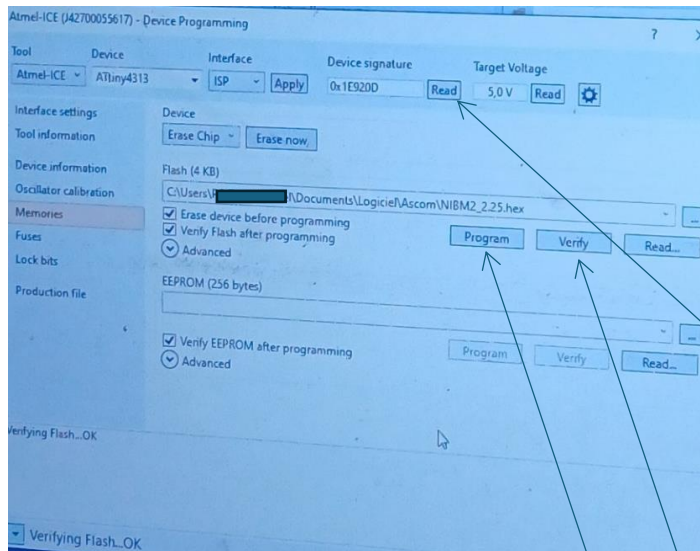 Atmel-ICE (J42700055617) - Device Programming
?
Tool Device Interface Device signature Target Voltage
Atmel-ICE ATtiny4313 ISP Apply 0x1E920D Read 5,0 V Read
Interface settings
Tool information
Device information
Oscillator calibration
Memories
Fuses
Lock bits
Production file
Device
Erase Chip Erase now
Flash (4 KB)
C:\Users\ \Documents\Logiciel\Ascom\NIBM2_2.25.hex
...
Erase device before programming
Verify Flash after programming
Program Verify Read...
Advanced
EEPROM (256 bytes)
...
Verify EEPROM after programming
Program Verify Read...
Advanced
Verifying Flash...OK
Verifying Flash...OK